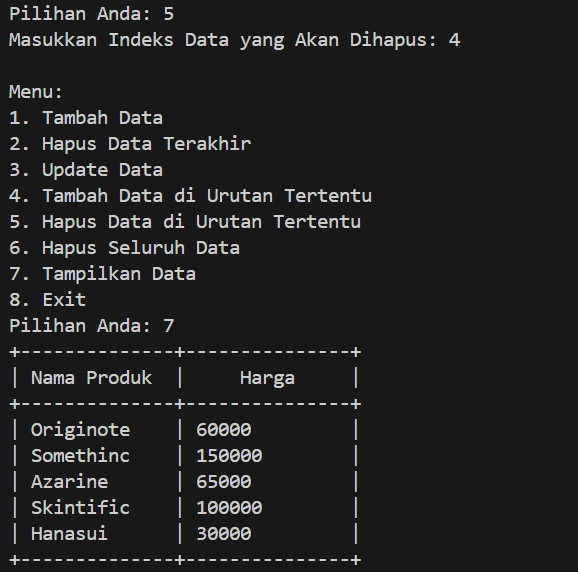 Pilihan Anda: 5
Masukkan Indeks Data yang Akan Dihapus: 4

Menu:
1. Tambah Data
2. Hapus Data Terakhir
3. Update Data
4. Tambah Data di Urutan Tertentu
5. Hapus Data di Urutan Tertentu
6. Hapus Seluruh Data
7. Tampilkan Data
8. Exit
Pilihan Anda: 7
+--------------+---------------+
| Nama Produk  |     Harga     |
+--------------+---------------+
| Originote    | 60000         |
| Somethinc    | 150000        |
| Azarine      | 65000         |
| Skintific    | 100000        |
| Hanasui      | 30000         |
+--------------+---------------+